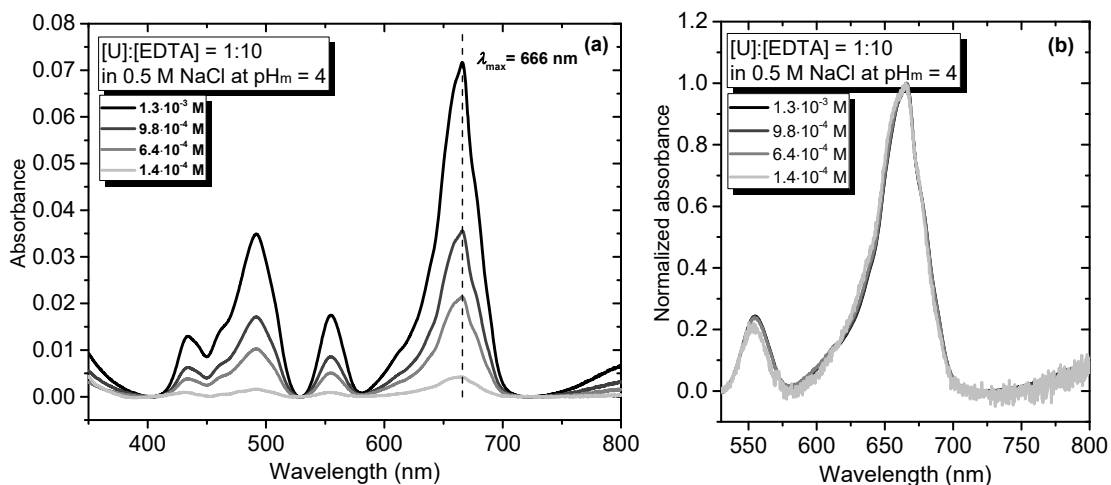 (a)
[U]:[EDTA] = 1:10
in 0.5 M NaCl at pHm = 4
1.3·10⁻³ M
9.8·10⁻⁴ M
6.4·10⁻⁴ M
1.4·10⁻⁴ M
λmax = 666 nm
0.08
0.07
0.06
0.05
0.04
0.03
0.02
0.01
0.00
Absorbance
400 500 600 700 800
Wavelength (nm)
(b)
[U]:[EDTA] = 1:10
in 0.5 M NaCl at pHm = 4
1.3·10⁻³ M
9.8·10⁻⁴ M
6.4·10⁻⁴ M
1.4·10⁻⁴ M
1.2
1.0
0.8
0.6
0.4
0.2
0.0
Normalized absorbance
550 600 650 700 750 800
Wavelength (nm)